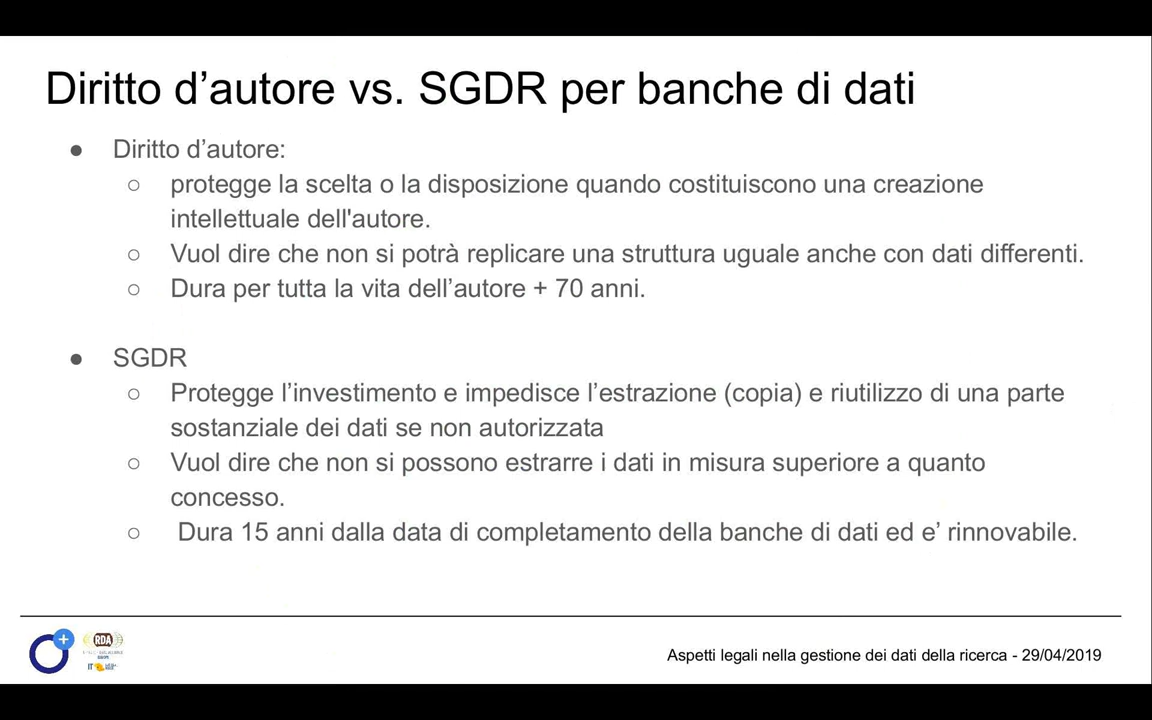 Diritto d’autore vs. SGDR per banche di dati
● Diritto d’autore:
○ protegge la scelta o la disposizione quando costituiscono una creazione
intellettuale dell'autore.
○ Vuol dire che non si potrà replicare una struttura uguale anche con dati differenti.
○ Dura per tutta la vita dell’autore + 70 anni.
● SGDR
○ Protegge l’investimento e impedisce l’estrazione (copia) e riutilizzo di una parte
sostanziale dei dati se non autorizzata
○ Vuol dire che non si possono estrarre i dati in misura superiore a quanto
concesso.
○ Dura 15 anni dalla data di completamento della banche di dati ed e’ rinnovabile.
RDA
IT
Aspetti legali nella gestione dei dati della ricerca - 29/04/2019